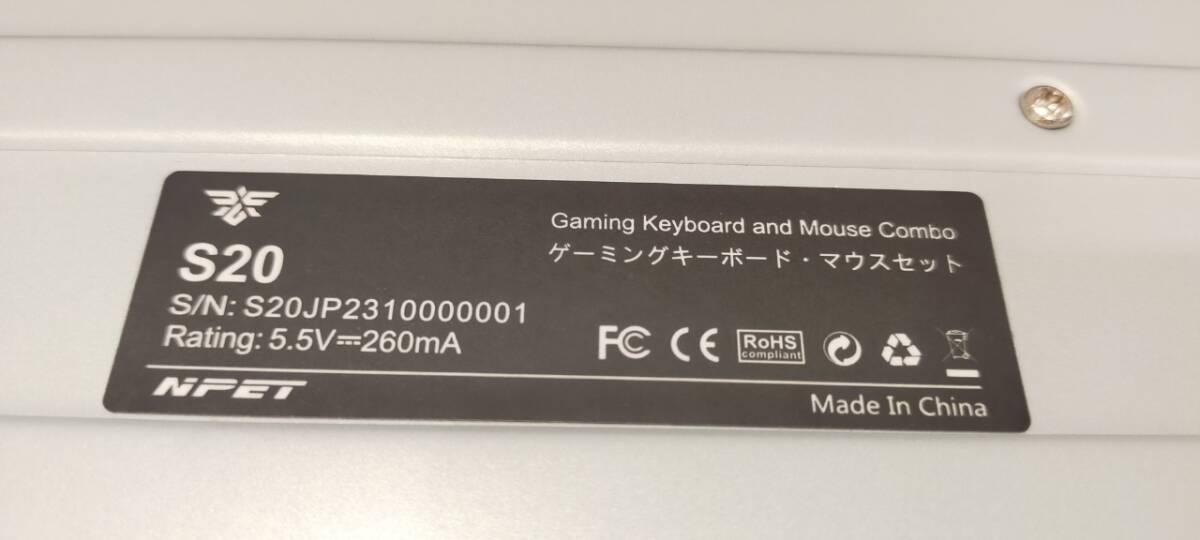 S20
S/N: S20JP2310000001
Rating: 5.5V⎓260mA
Gaming Keyboard and Mouse Combo
ゲーミングキーボード・マウスセット
FC CE RoHS compliant
NPET
Made In China